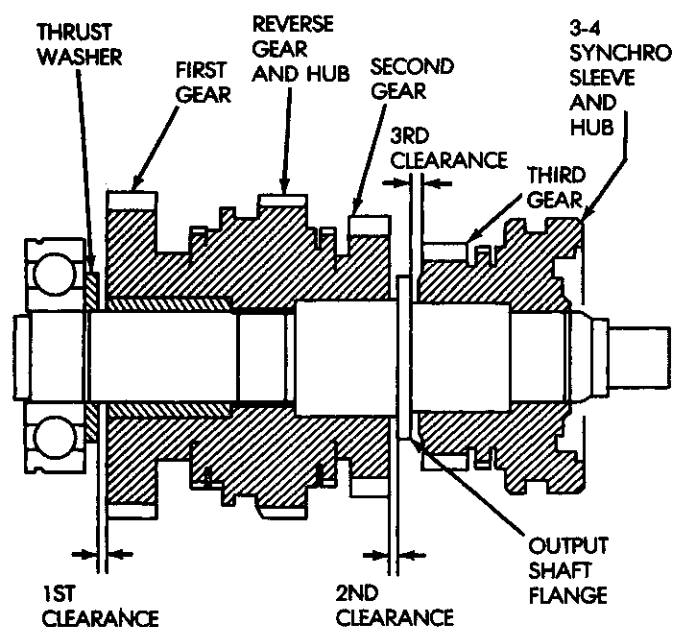 THRUST
WASHER
FIRST
GEAR
REVERSE
GEAR
AND HUB
SECOND
GEAR
3RD
CLEARANCE
3-4
SYNCHRO
SLEEVE
AND
HUB
THIRD
GEAR
1ST
CLEARANCE
2ND
CLEARANCE
OUTPUT
SHAFT
FLANGE